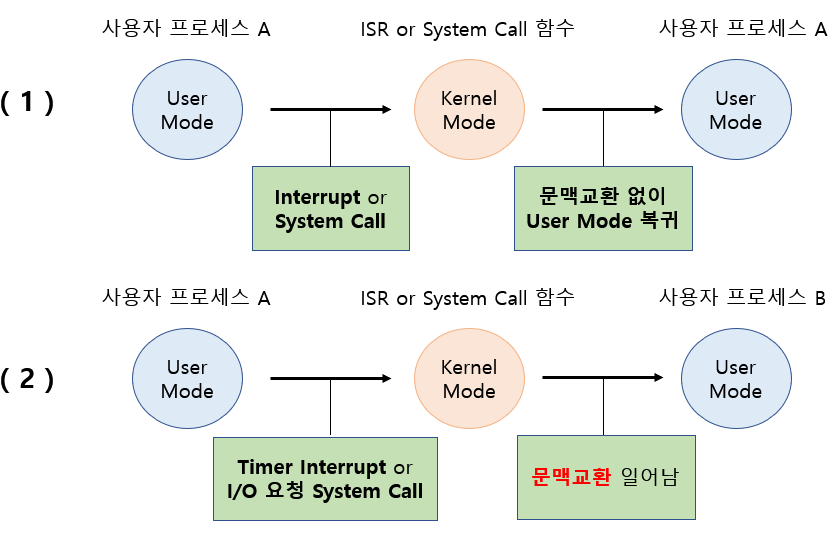 사용자 프로세스 A
ISR or System Call 함수
사용자 프로세스 A
( 1 )
User
Mode
Kernel
Mode
User
Mode
Interrupt or
System Call
문맥교환 없이
User Mode 복귀
사용자 프로세스 A
ISR or System Call 함수
사용자 프로세스 B
( 2 )
User
Mode
Kernel
Mode
User
Mode
Timer Interrupt or
I/O 요청 System Call
문맥교환 일어남